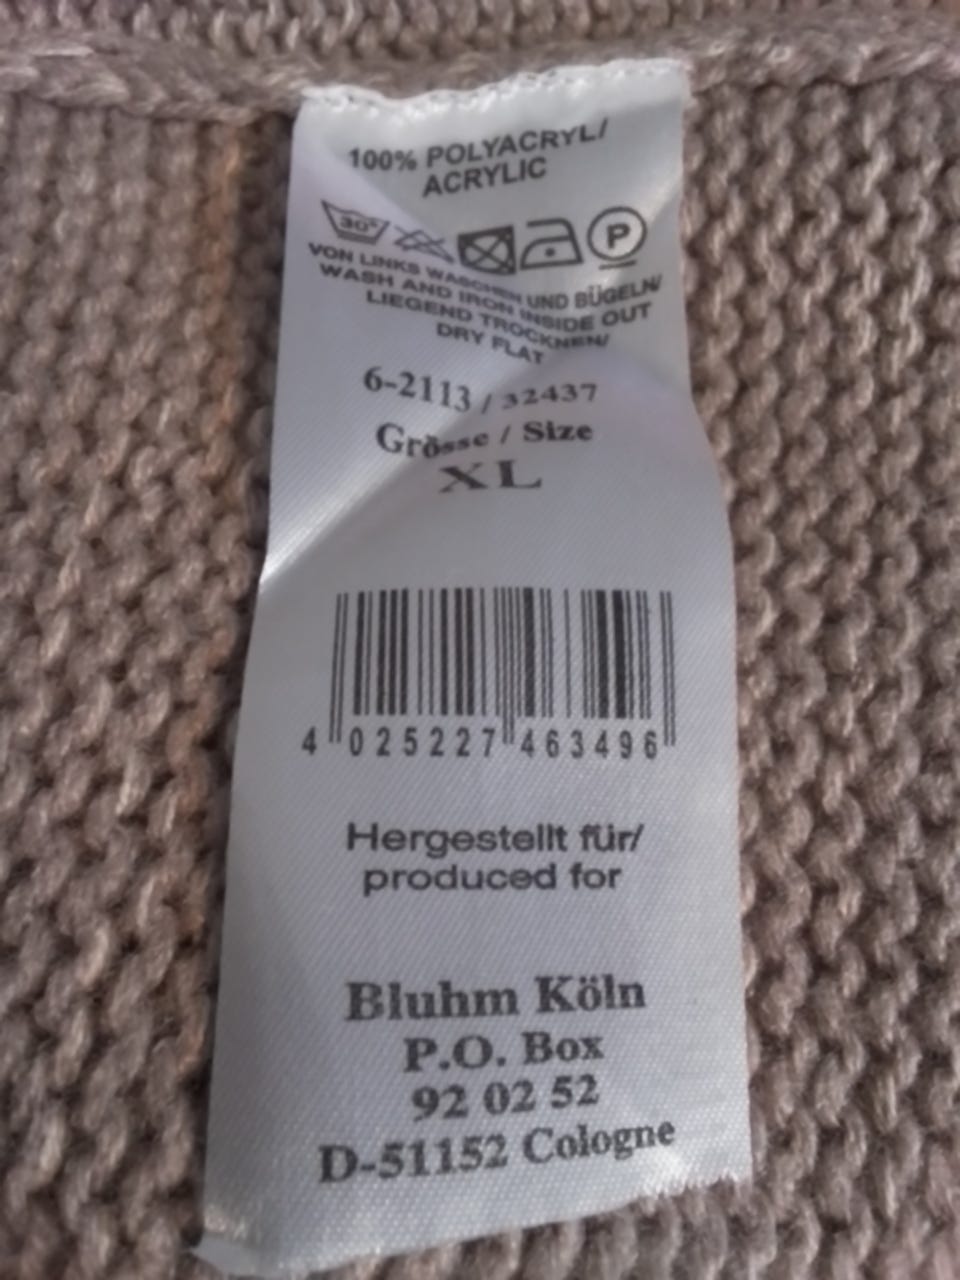 100% POLYACRYL/
ACRYLIC
30°
P
VON LINKS WASCHEN UND BÜGELN/
WASH AND IRON INSIDE OUT
LIEGEND TROCKNEN/
DRY FLAT
6-2113 / 32437
Grösse / Size
XL
4 025227 463496
Hergestellt für/
produced for
Bluhm Köln
P.O. Box
92 02 52
D-51152 Cologne